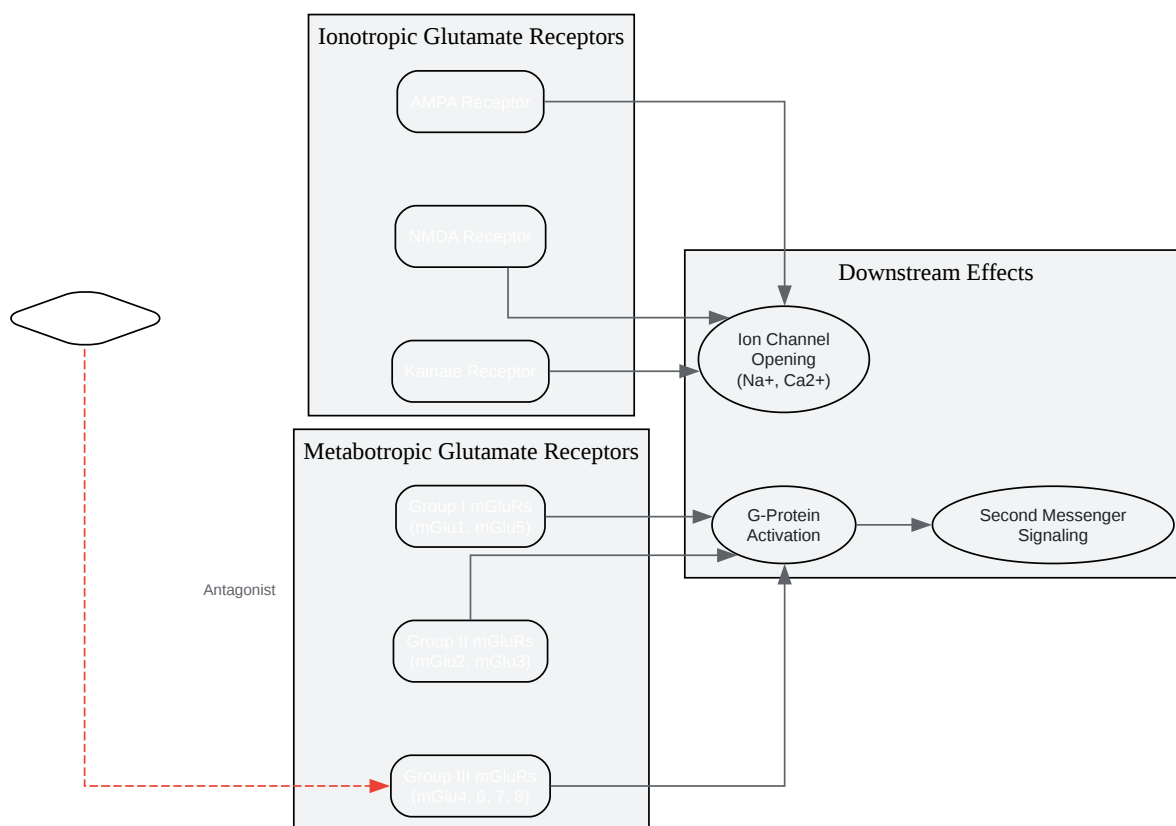 Ionotropic Glutamate Receptors
AMPA Receptor
NMDA Receptor
Kainate Receptor
Downstream Effects
Ion Channel
Opening
(Na+, Ca2+)
Metabotropic Glutamate Receptors
Group I mGluRs
(mGlu1, mGlu5)
G-Protein
Activation
Second Messenger
Signaling
Antagonist
Group II mGluRs
(mGlu2, mGlu3)
Group III mGluRs
(mGlu4, 6, 7, 8)